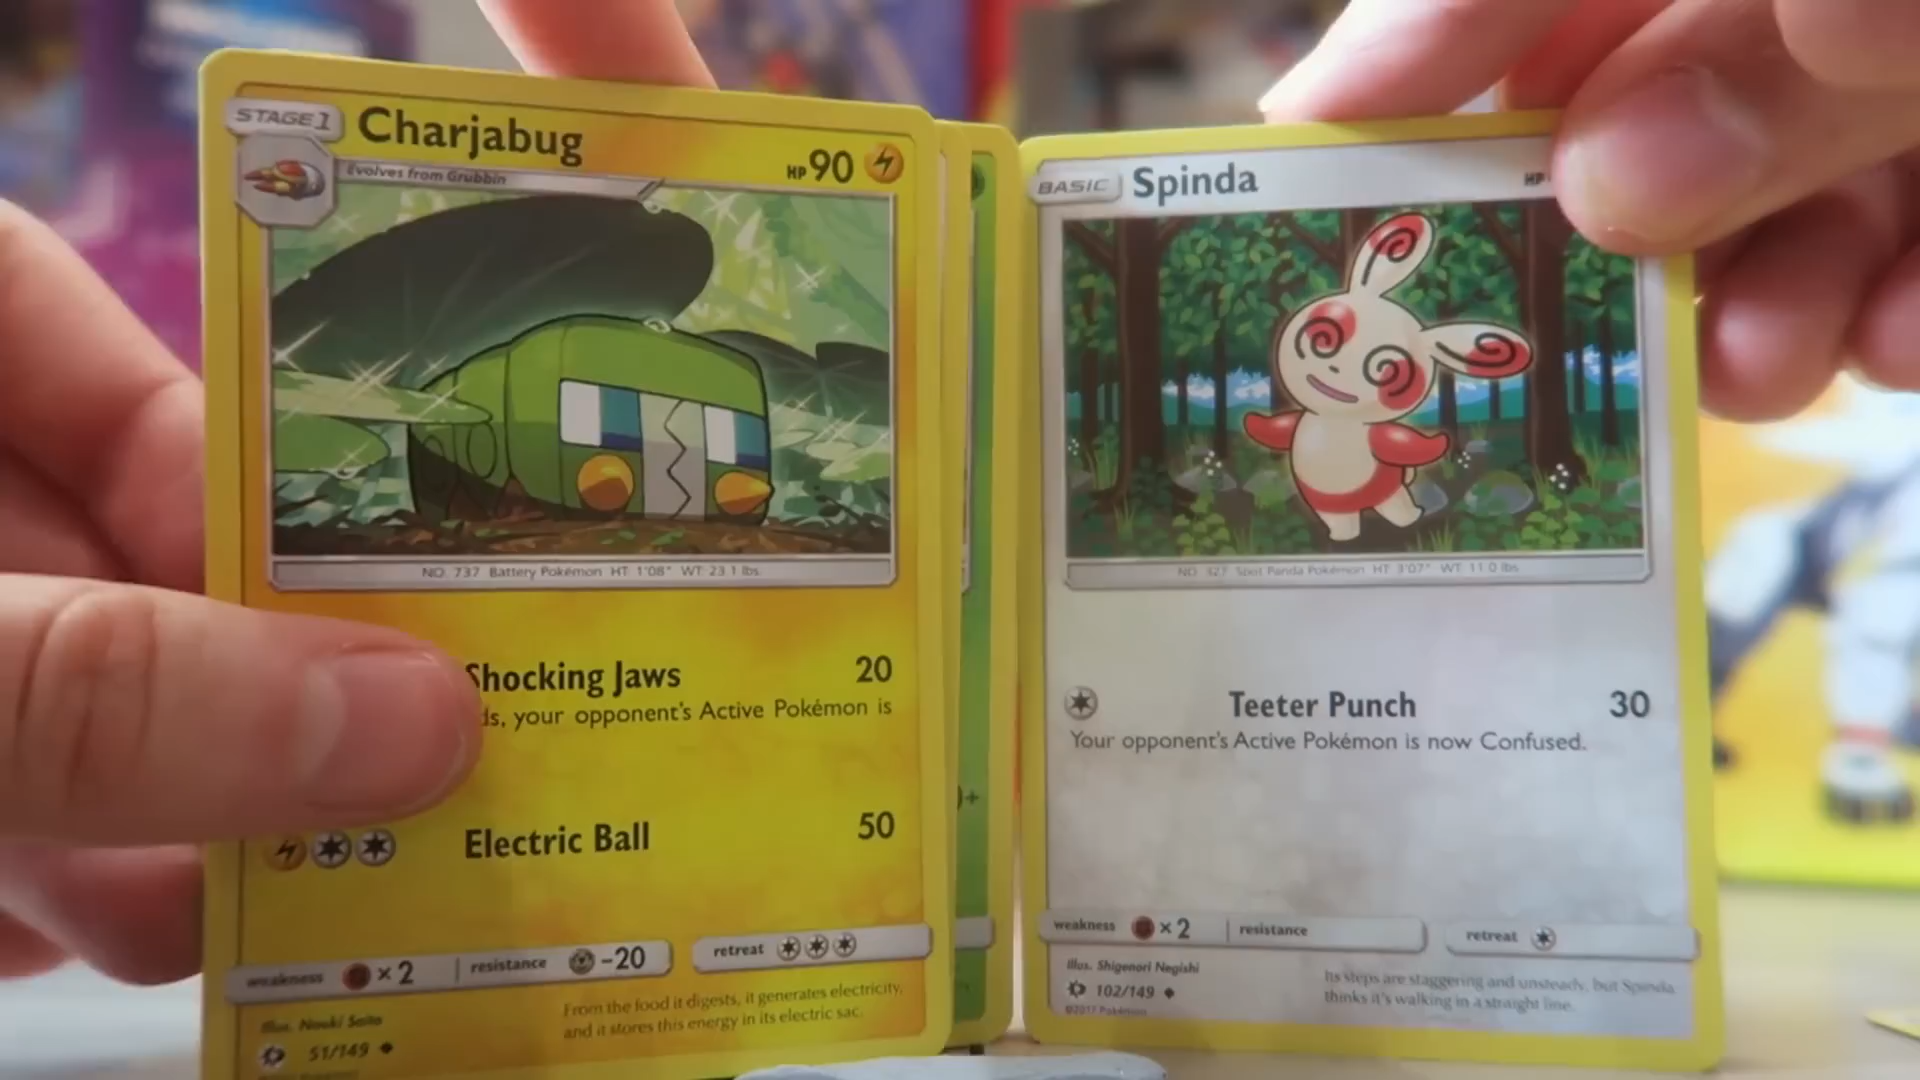 STAGE 1
Charjabug
HP 90
Evolves from Grubbin
NO. 737 Battery Pokémon HT: 1'08" WT: 23.1 lbs.
Shocking Jaws 20
ds, your opponent's Active Pokémon is
Electric Ball 50
weakness ×2 resistance -20 retreat
From the food it digests, it generates electricity,
and it stores this energy in its electric sac.
Illus. Naoki Saito
51/149
0+
BASIC
Spinda
HP
NO. 327 Spot Panda Pokémon HT: 3'07" WT: 11.0 lbs.
Teeter Punch 30
Your opponent's Active Pokémon is now Confused.
weakness ×2 resistance retreat
Illus. Shigenori Negishi
102/149
©2017 Pokémon
Its steps are staggering and unsteady, but Spinda
thinks it's walking in a straight line.